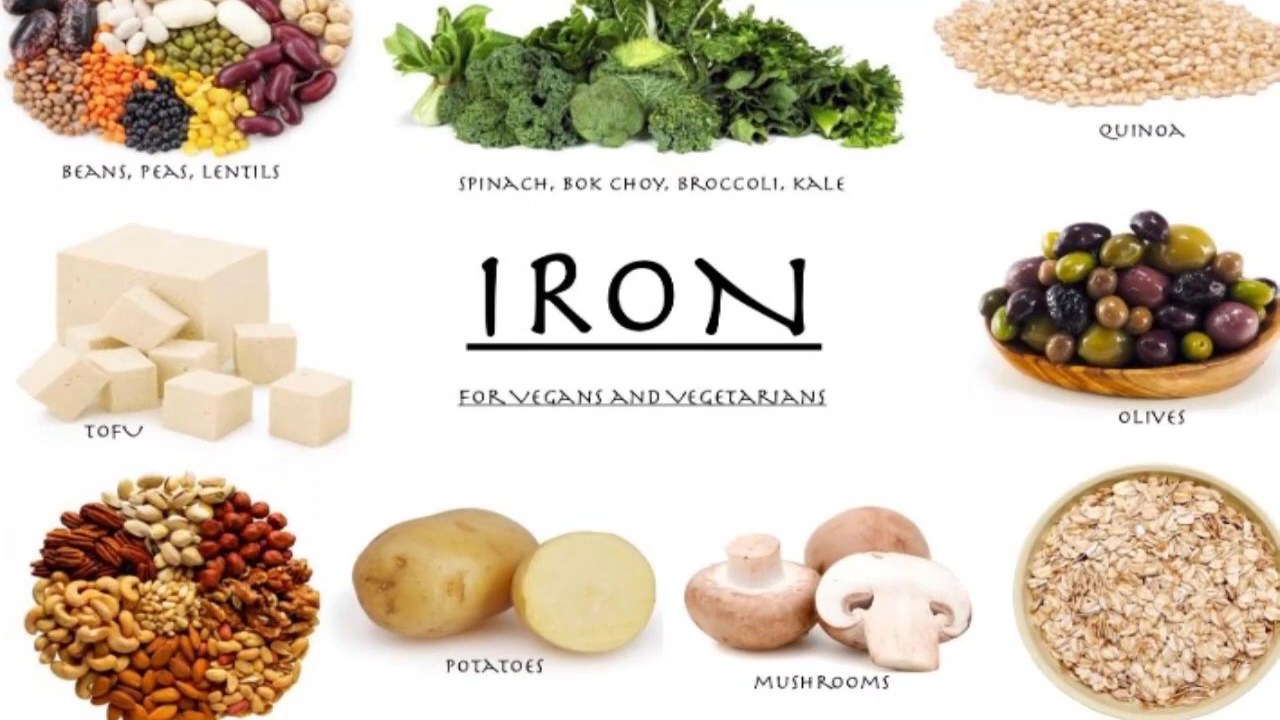 BEANS, PEAS, LENTILS
SPINACH, BOK CHOY, BROCCOLI, KALE
QUINOA
IRON
FOR VEGANS AND VEGETARIANS
TOFU
OLIVES
POTATOES
MUSHROOMS